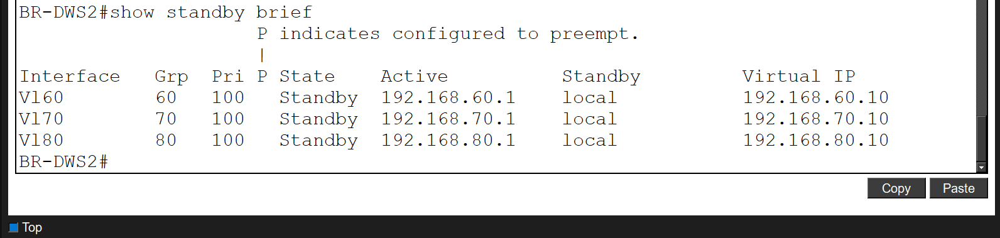 BR-DWS2#show standby brief
P indicates configured to preempt.
|
Interface Grp Pri P State Active Standby Virtual IP
Vl60 60 100 Standby 192.168.60.1 local 192.168.60.10
Vl70 70 100 Standby 192.168.70.1 local 192.168.70.10
Vl80 80 100 Standby 192.168.80.1 local 192.168.80.10
BR-DWS2#
Copy Paste
Top